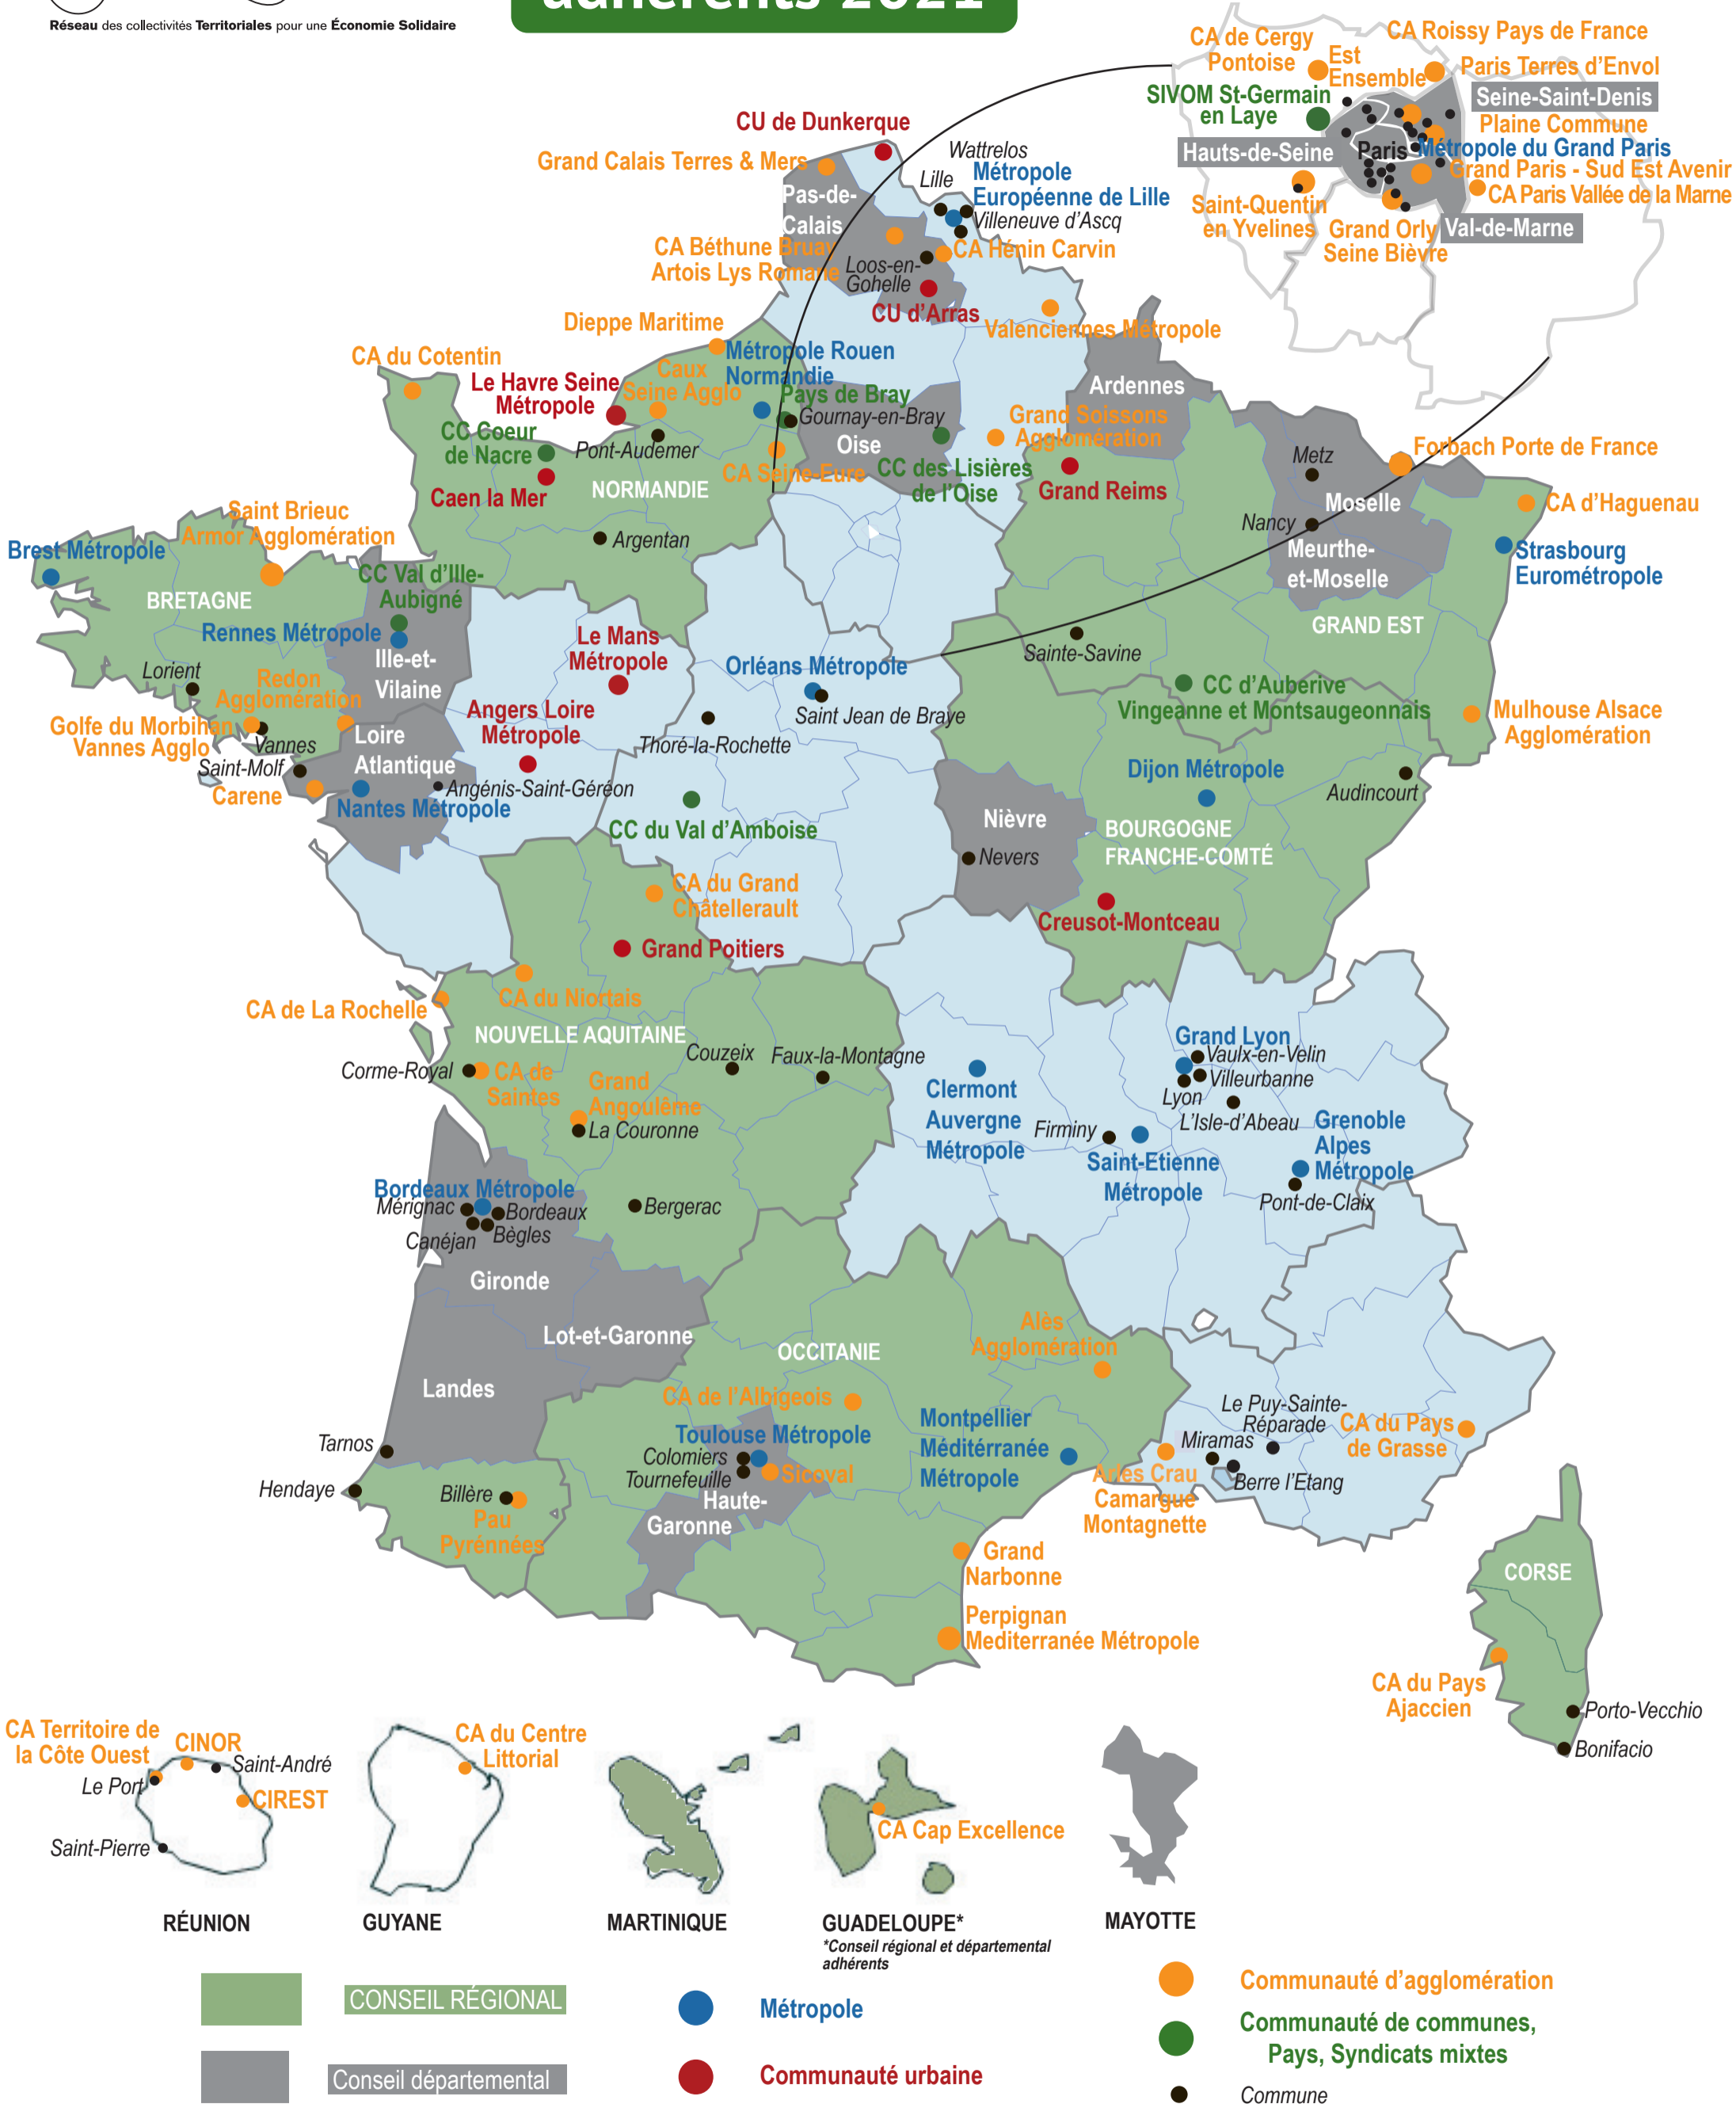 Réseau des collectivités Territoriales pour une Économie Solidaire
adhérents 2021
CA de Cergy
Pontoise
CA Roissy Pays de France
Est
Ensemble
Paris Terres d'Envol
SIVOM St-Germain
en Laye
Seine-Saint-Denis
Plaine Commune
Hauts-de-Seine
Paris
Métropole du Grand Paris
Grand Paris - Sud Est Avenir
CA Paris Vallée de la Marne
Saint-Quentin
en Yvelines
Grand Orly
Seine Bièvre
Val-de-Marne
CU de Dunkerque
Grand Calais Terres & Mers
Wattrelos
Lille
Métropole
Européenne de Lille
Villeneuve d'Ascq
Pas-de-
Calais
CA Béthune Bruay
Artois Lys Romane
CA Hénin Carvin
Loos-en-
Gohelle
CU d'Arras
Valenciennes Métropole
Dieppe Maritime
CA du Cotentin
Métropole Rouen
Normandie
Le Havre Seine
Métropole
Caux
Seine Agglo
Pays de Bray
Gournay-en-Bray
Oise
Ardennes
Grand Soissons
Agglomération
CC Coeur
de Nacre
Pont-Audemer
CA Seine-Eure
CC des Lisières
de l'Oise
Grand Reims
Caen la Mer
NORMANDIE
Argentan
Metz
Forbach Porte de France
Moselle
CA d'Haguenau
Nancy
Meurthe-
et-Moselle
Strasbourg
Eurométropole
GRAND EST
Saint Brieuc
Armor Agglomération
Brest Métropole
BRETAGNE
CC Val d'Ille-
Aubigné
Rennes Métropole
Ille-et-
Vilaine
Lorient
Redon
Agglomération
Golfe du Morbihan
Vannes Agglo
Vannes
Saint-Molf
Carene
Loire
Atlantique
Nantes Métropole
Angénis-Saint-Géréon
Le Mans
Métropole
Angers Loire
Métropole
Orléans Métropole
Saint Jean de Braye
Thoré-la-Rochette
CC du Val d'Amboise
Sainte-Savine
CC d'Auberive
Vingeanne et Montsaugeonnais
Mulhouse Alsace
Agglomération
Dijon Métropole
Audincourt
Nièvre
Nevers
BOURGOGNE
FRANCHE-COMTÉ
Creusot-Montceau
CA du Grand
Châtellerault
Grand Poitiers
CA du Niortais
CA de La Rochelle
NOUVELLE AQUITAINE
Corme-Royal
CA de
Saintes
Couzeix
Faux-la-Montagne
Grand
Angoulême
La Couronne
Clermont
Auvergne
Métropole
Grand Lyon
Vaulx-en-Velin
Villeurbanne
Lyon
L'Isle-d'Abeau
Firminy
Saint-Etienne
Métropole
Grenoble
Alpes
Métropole
Pont-de-Claix
Bordeaux Métropole
Mérignac
Bordeaux
Bègles
Canéjan
Bergerac
Gironde
Lot-et-Garonne
Landes
Tarnos
Hendaye
Billère
Pau
Pyrénnées
OCCITANIE
Alès
Agglomération
CA de l'Albigeois
Toulouse Métropole
Colomiers
Tournefeuille
Sicoval
Haute-
Garonne
Montpellier
Méditérranée
Métropole
Le Puy-Sainte-
Réparade
Miramas
Berre l'Etang
CA du Pays
de Grasse
Arles Crau
Camargue
Montagnette
Grand
Narbonne
Perpignan
Mediterranée Métropole
CORSE
CA du Pays
Ajaccien
Porto-Vecchio
Bonifacio
CA Territoire de
la Côte Ouest
CINOR
Saint-André
Le Port
CIREST
Saint-Pierre
CA du Centre
Littorial
CA Cap Excellence
RÉUNION
GUYANE
MARTINIQUE
GUADELOUPE*
*Conseil régional et départemental
adhérents
MAYOTTE
CONSEIL RÉGIONAL
Conseil départemental
Métropole
Communauté urbaine
Communauté d'agglomération
Communauté de communes,
Pays, Syndicats mixtes
Commune